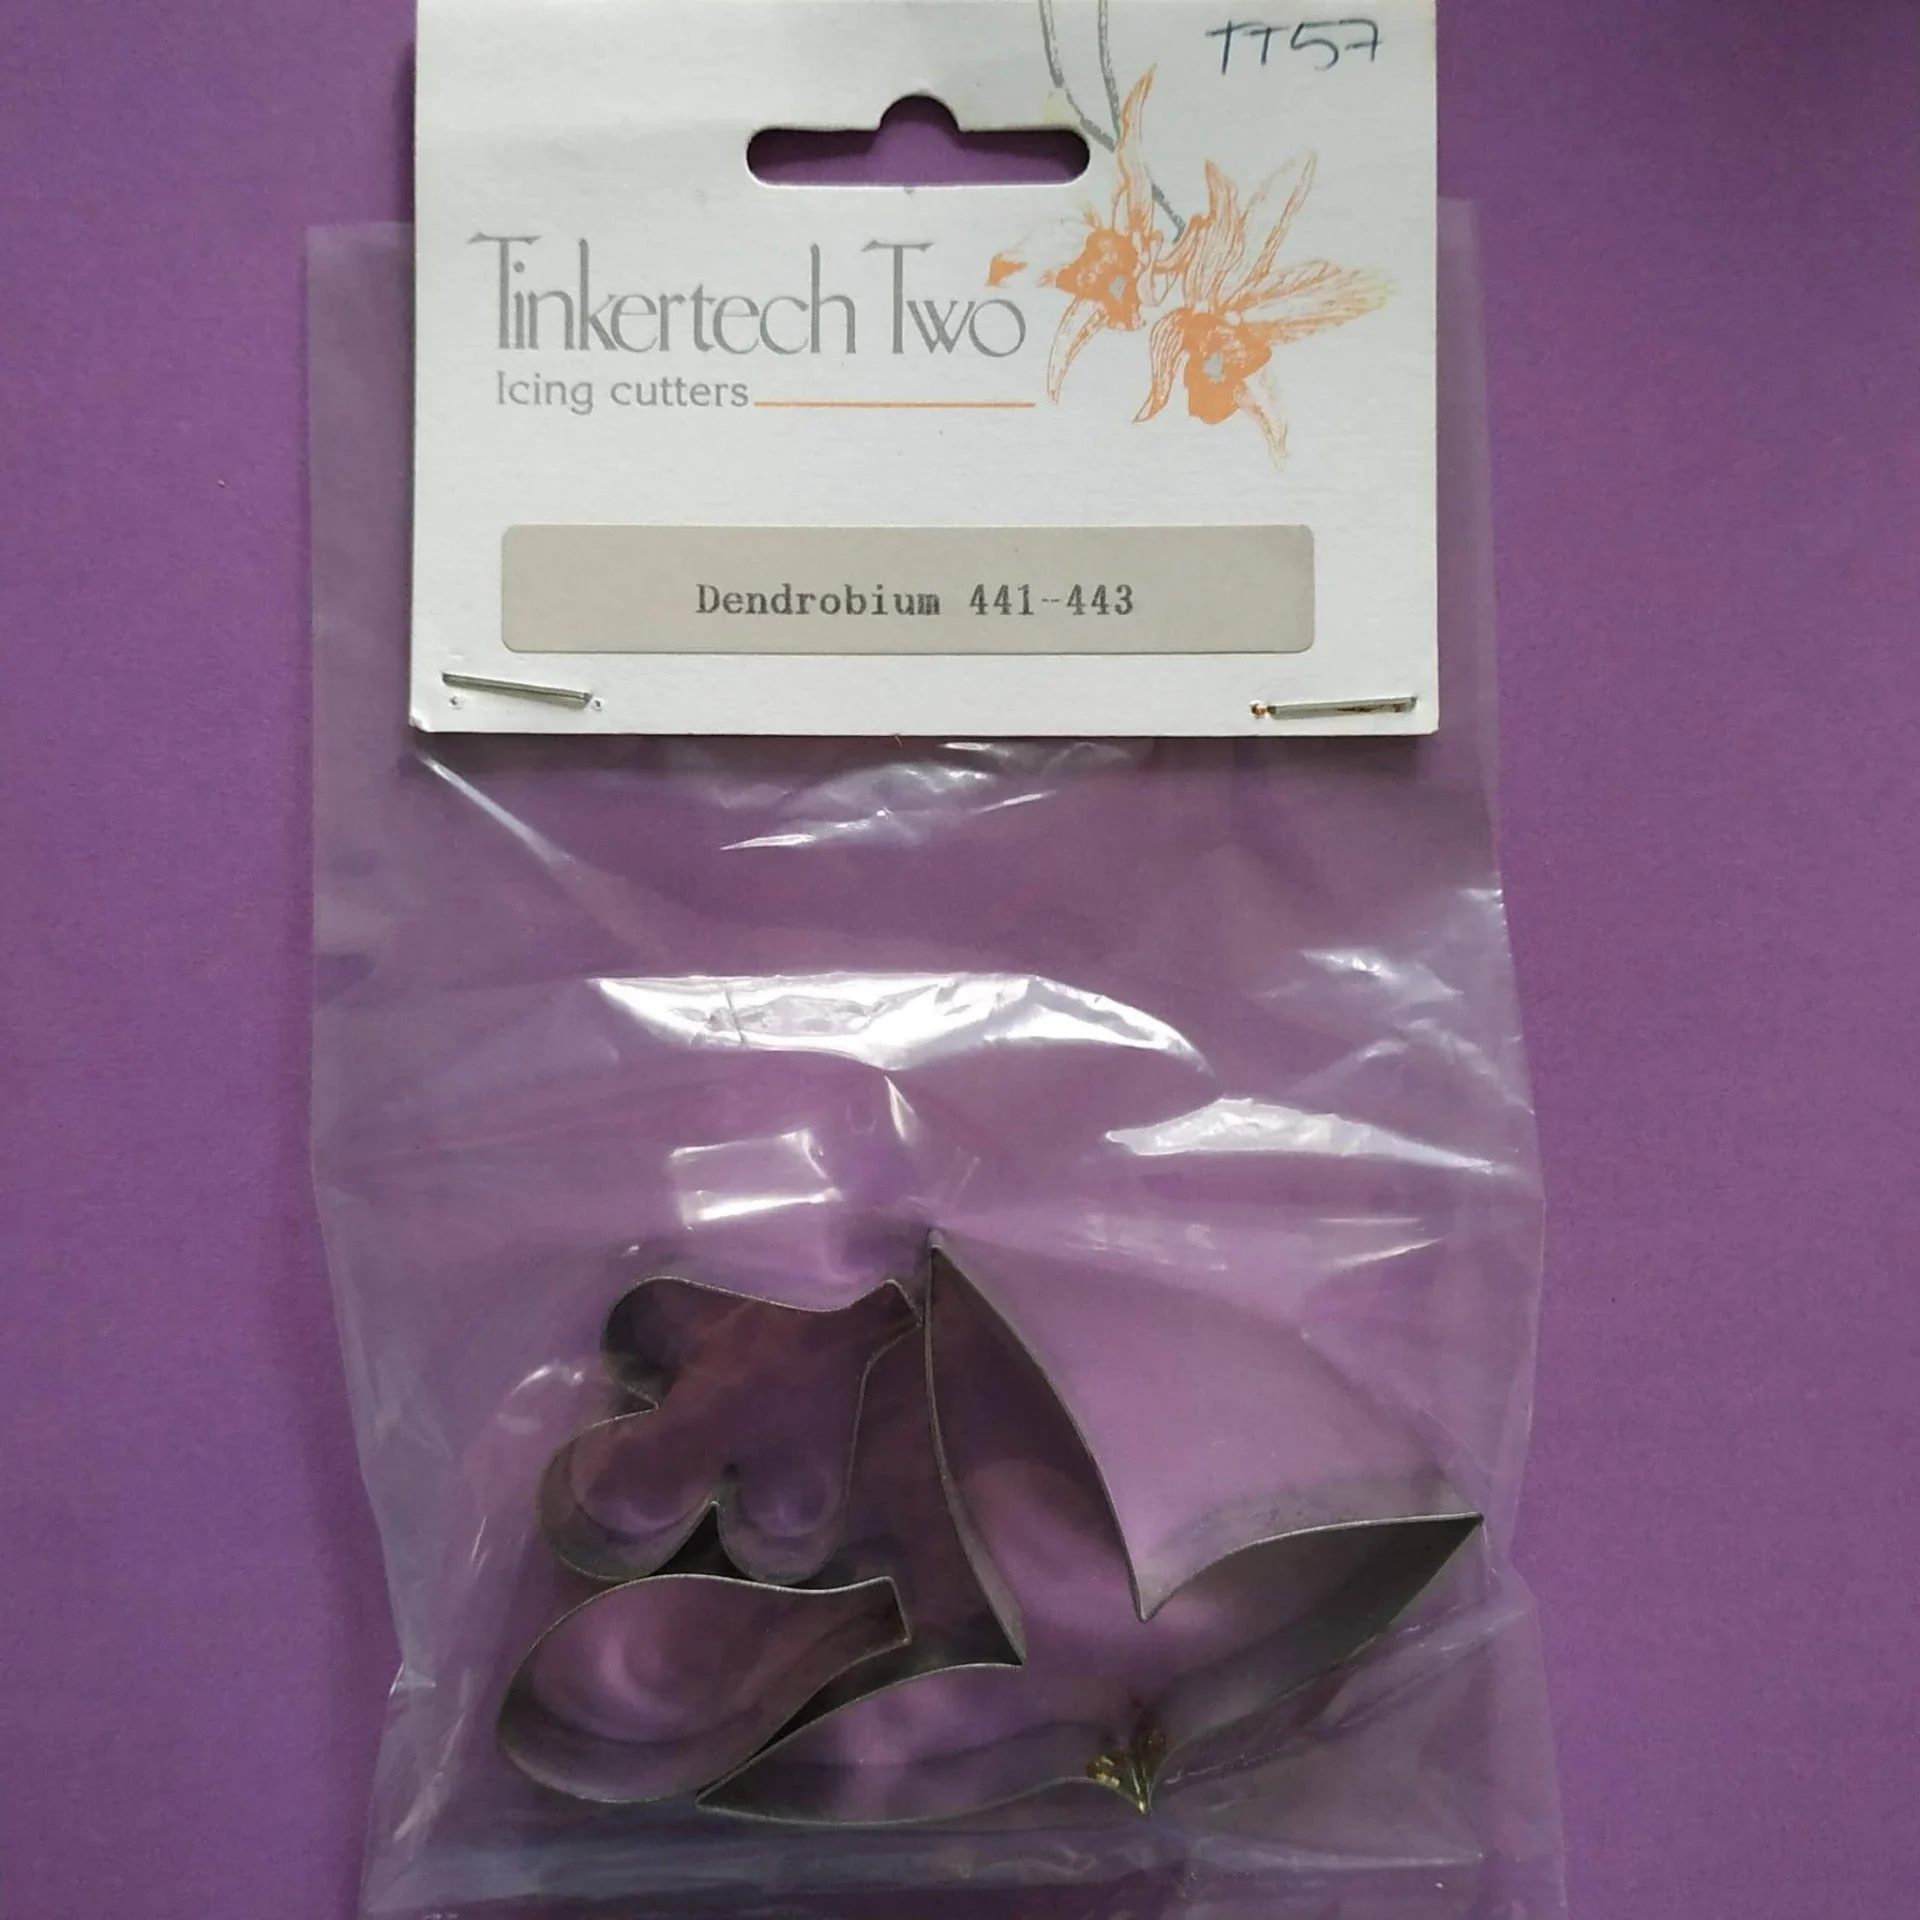 TT57
Tinkertech Two
Icing cutters
Dendrobium 441-443